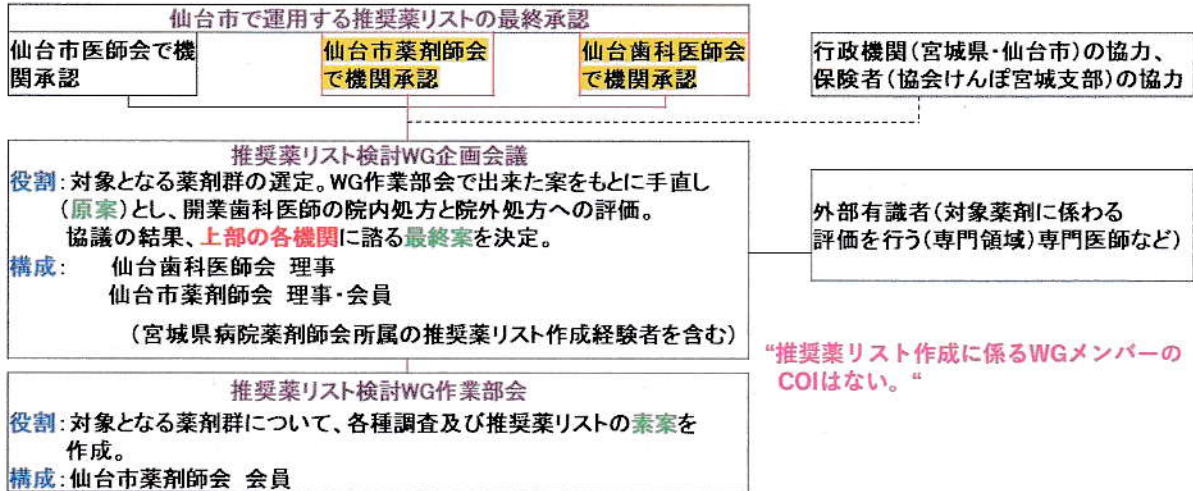 仙台市で運用する推奨薬リストの最終承認
仙台市医師会で機
関承認
仙台市薬剤師会
で機関承認
仙台歯科医師会
で機関承認
行政機関(宮城県・仙台市)の協力、
保険者(協会けんぽ宮城支部)の協力
推奨薬リスト検討WG企画会議
役割:対象となる薬剤群の選定。WG作業部会で出来た案をもとに手直し
(原案)とし、開業歯科医師の院内処方と院外処方への評価。
協議の結果、上部の各機関に諮る最終案を決定。
構成: 仙台歯科医師会 理事
仙台市薬剤師会 理事・会員
(宮城県病院薬剤師会所属の推奨薬リスト作成経験者を含む)
外部有識者(対象薬剤に係わる
評価を行う(専門領域)専門医師など)
"推奨薬リスト作成に係るWGメンバーの
COIはない。"
推奨薬リスト検討WG作業部会
役割:対象となる薬剤群について、各種調査及び推奨薬リストの素案を
作成。
構成:仙台市薬剤師会 会員